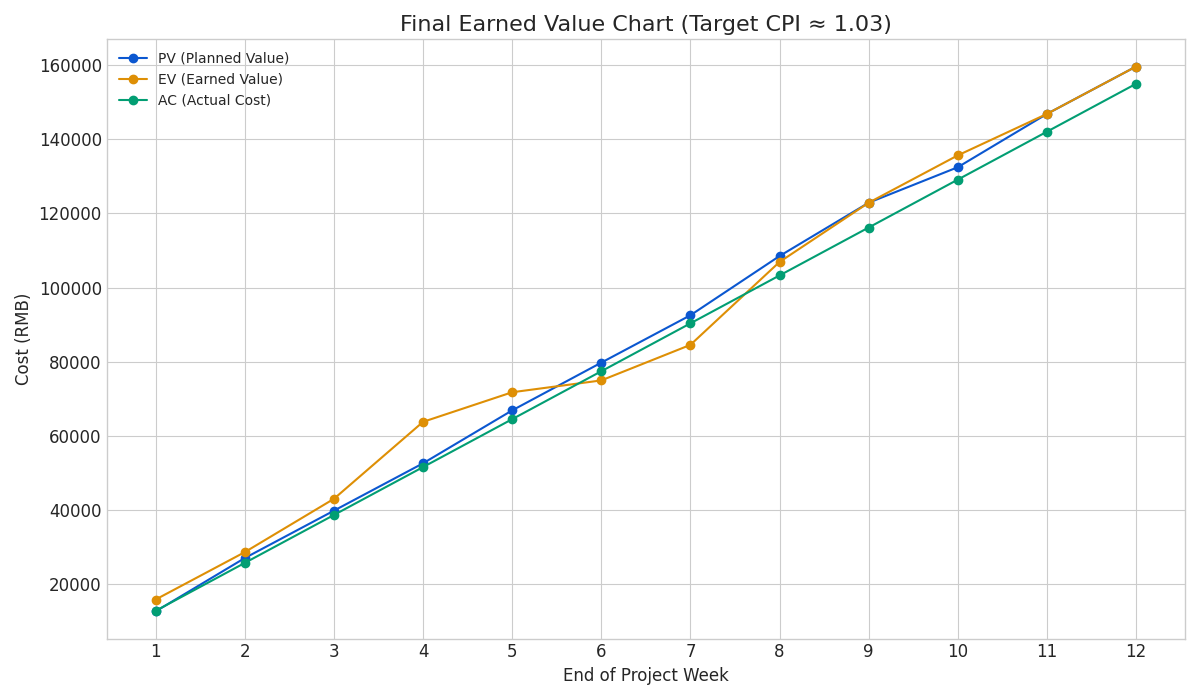 Final Earned Value Chart (Target CPI ≈ 1.03)
PV (Planned Value)
EV (Earned Value)
AC (Actual Cost)
Cost (RMB)
160000
140000
120000
100000
80000
60000
40000
20000
1 2 3 4 5 6 7 8 9 10 11 12
End of Project Week